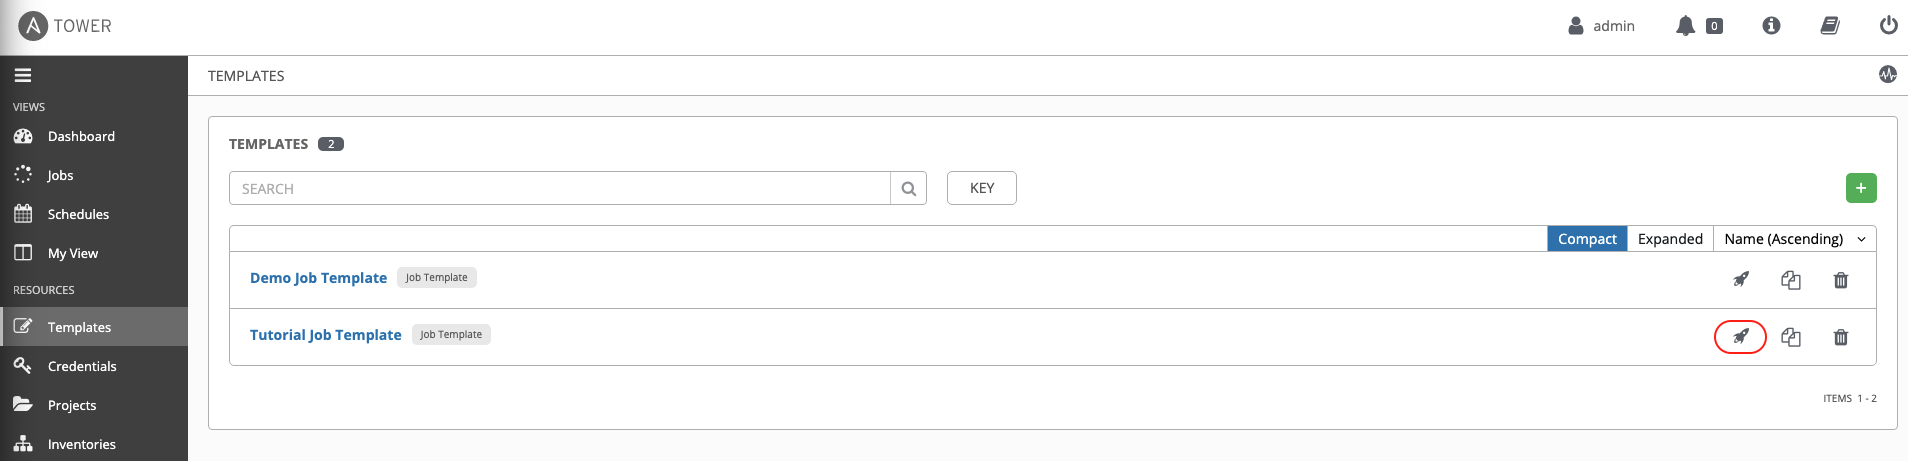 TOWER
admin
0
VIEWS
Dashboard
Jobs
Schedules
My View
RESOURCES
Templates
Credentials
Projects
Inventories
TEMPLATES
TEMPLATES 2
SEARCH
KEY
+
Compact Expanded Name (Ascending)
Demo Job Template Job Template
Tutorial Job Template Job Template
ITEMS 1 - 2